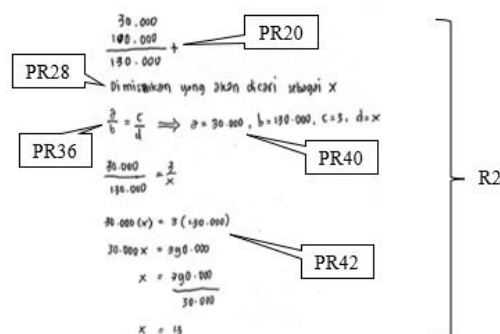 30.000
100.000 +
130.000
PR20
PR28
Dimisalkan yang akan dicari sebagai x
a/b = c/d ⟹ a = 30.000, b = 130.000, c = 3, d = x
PR36
PR40
30.000/130.000 = 3/x
30.000 (x) = 3 (130.000)
PR42
30.000 x = 390.000
x = 390.000/30.000
x = 13
R2